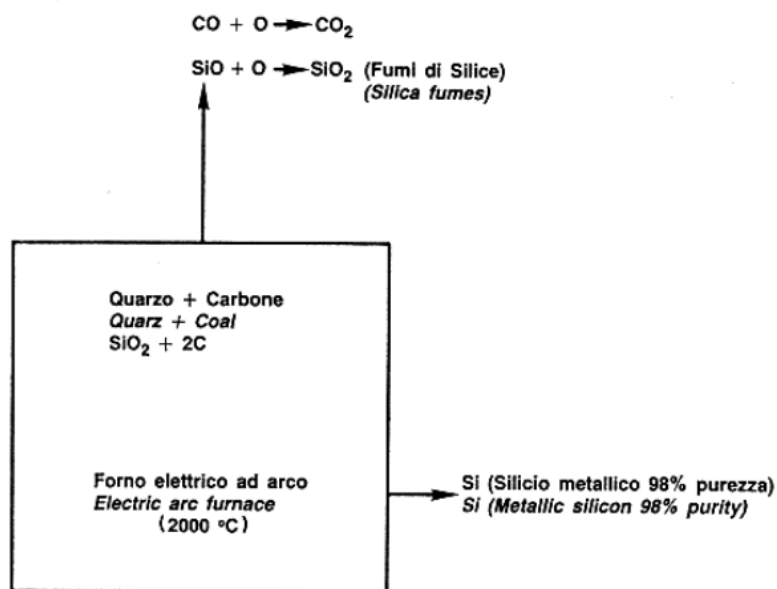 CO + O → CO₂
SiO + O → SiO₂ (Fumi di Silice)
(Silica fumes)
Quarzo + Carbone
Quarz + Coal
SiO₂ + 2C
Forno elettrico ad arco
Electric arc furnace
(2000 ºC)
Si (Silicio metallico 98% purezza)
Si (Metallic silicon 98% purity)